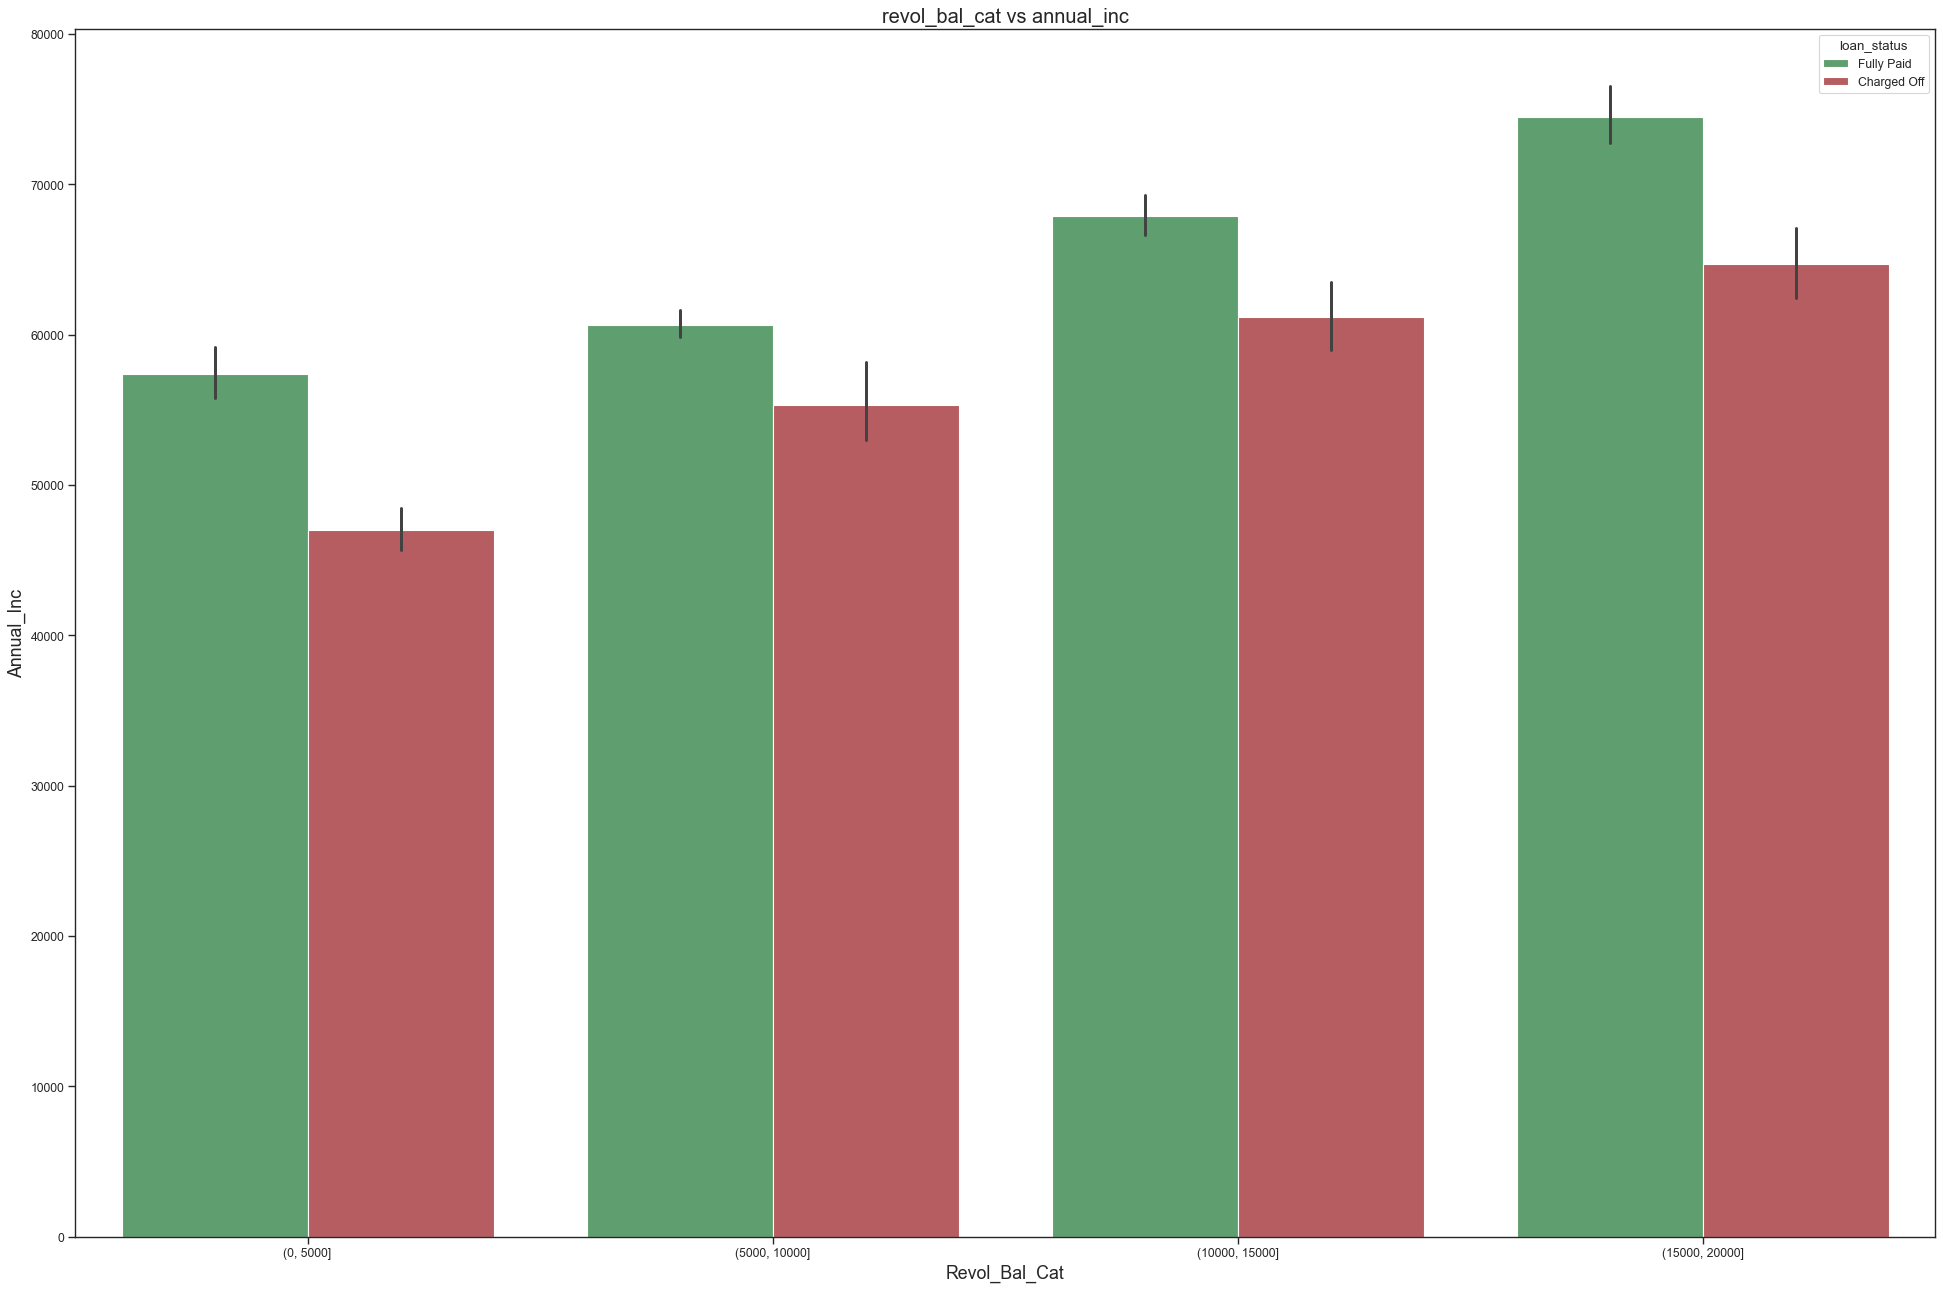 revol_bal_cat vs annual_inc
loan_status
Fully Paid
Charged Off
Annual_Inc
80000
70000
60000
50000
40000
30000
20000
10000
0
(0, 5000]
(5000, 10000]
(10000, 15000]
(15000, 20000]
Revol_Bal_Cat